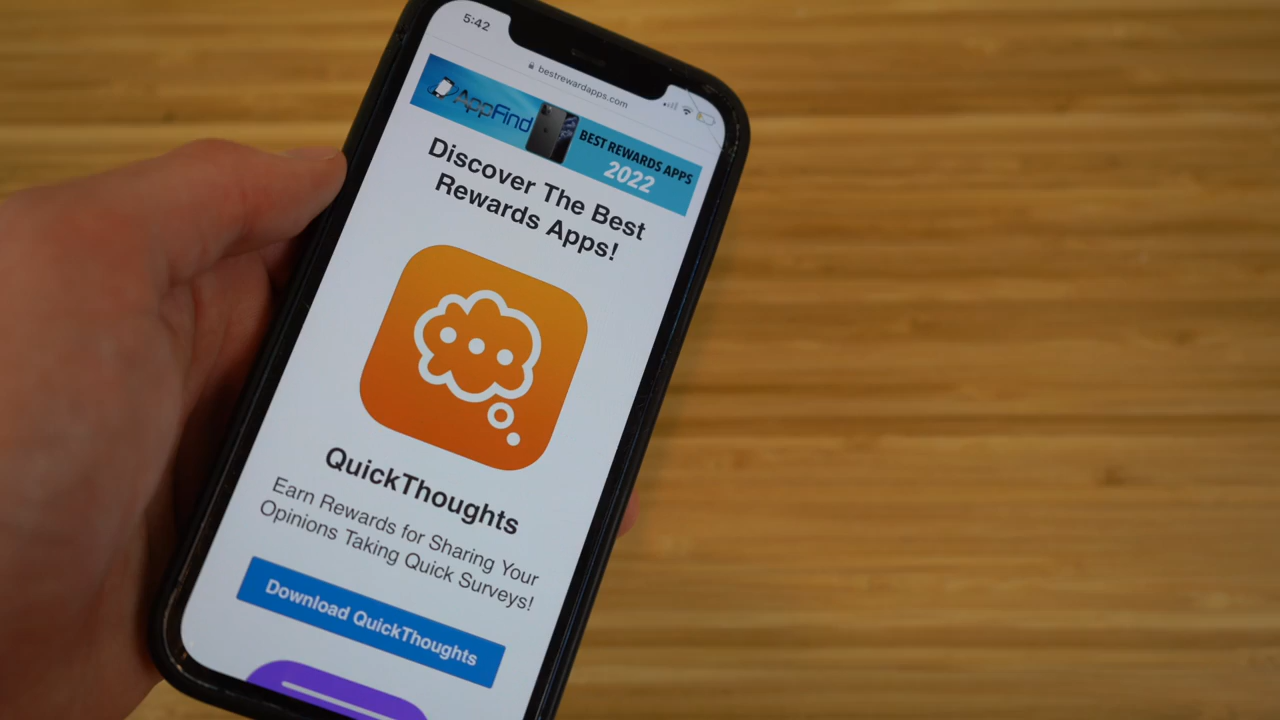 5:42
bestrewardapps.com
AppFind
BEST REWARDS APPS
2022
Discover The Best
Rewards Apps!
QuickThoughts
Earn Rewards for Sharing Your
Opinions Taking Quick Surveys!
Download QuickThoughts